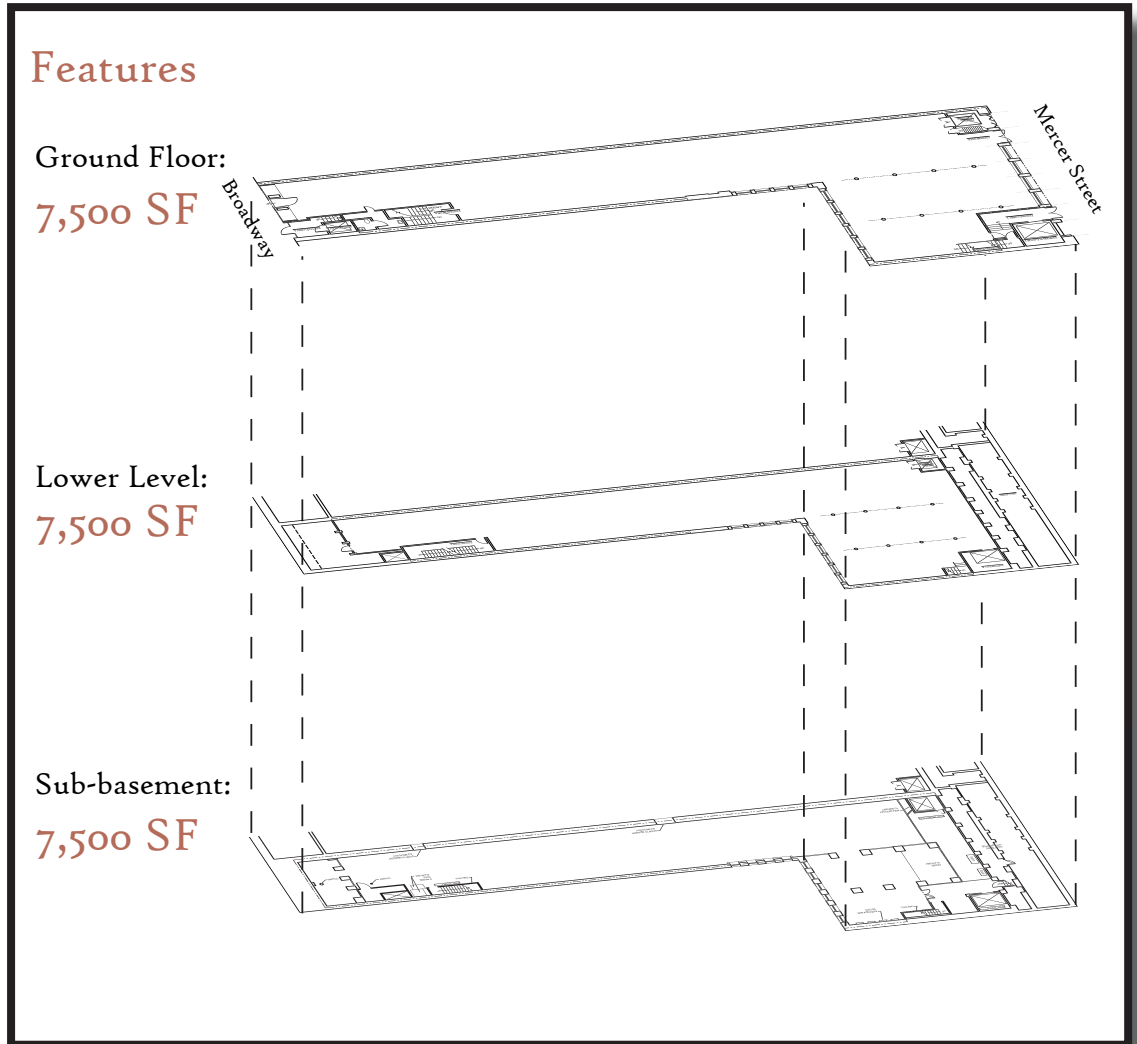 Features
Ground Floor:
7,500 SF
Broadway
Mercer Street
Lower Level:
7,500 SF
Sub-basement:
7,500 SF